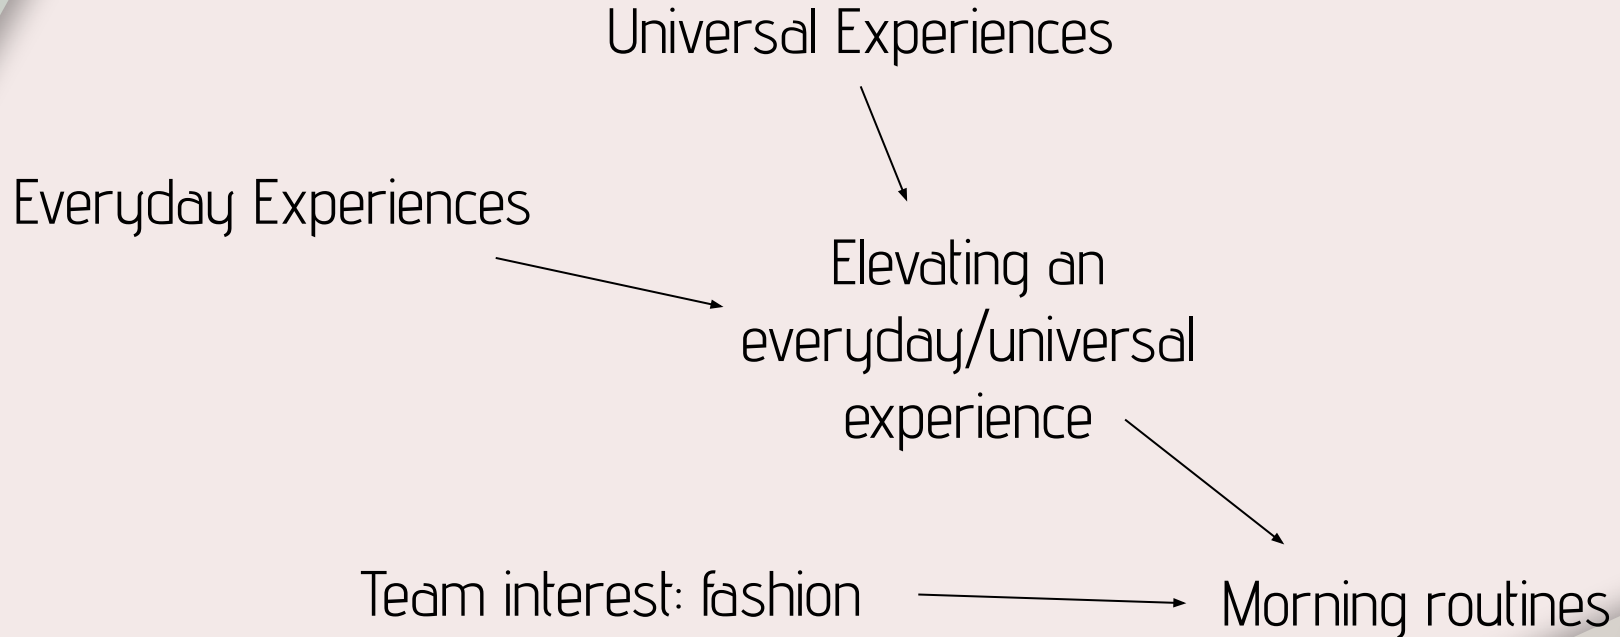 Universal Experiences
Everyday Experiences
Elevating an
everyday/universal
experience
Team interest: fashion
Morning routines